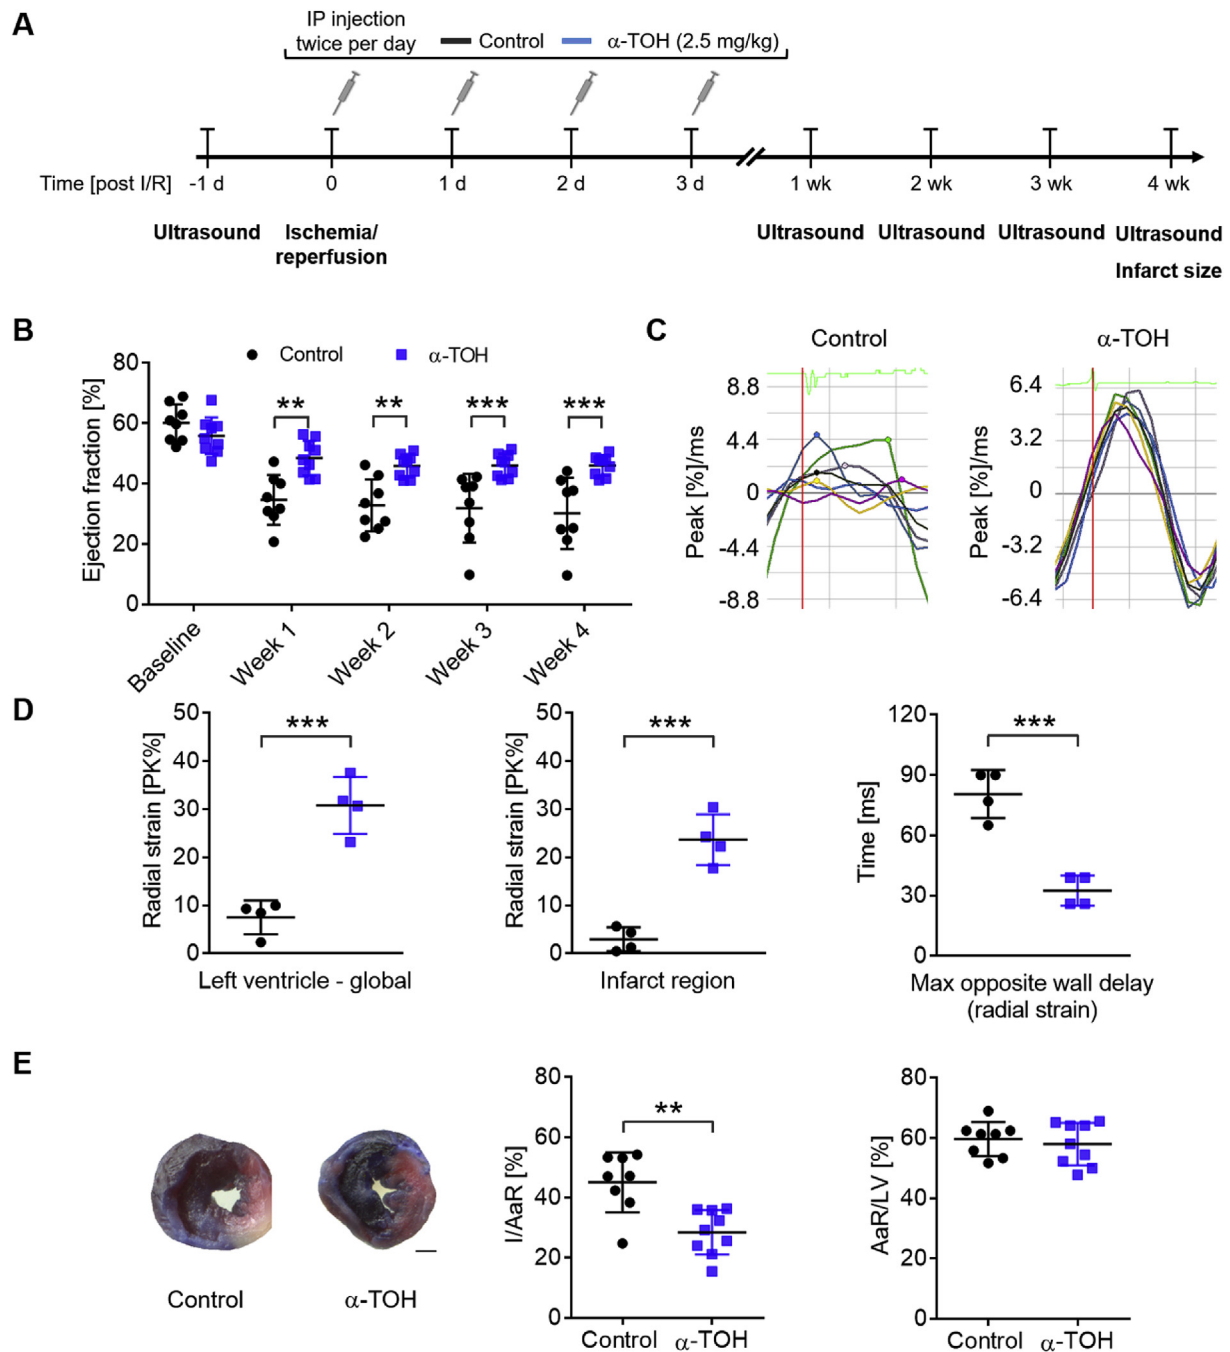 A
IP injection
twice per day
Control
α-TOH (2.5 mg/kg)
Time [post I/R]
-1 d
0
1 d
2 d
3 d
1 wk
2 wk
3 wk
4 wk
Ultrasound
Ischemia/
reperfusion
Ultrasound
Ultrasound
Ultrasound
Ultrasound
Infarct size
B
Control
α-TOH
Ejection fraction [%]
80
60
40
20
0
**
**
***
***
Baseline
Week 1
Week 2
Week 3
Week 4
C
Control
Peak [%]/ms
8.8
4.4
0
-4.4
-8.8
α-TOH
Peak [%]/ms
6.4
3.2
0
-3.2
-6.4
D
Radial strain [PK%]
50
40
30
20
10
0
***
Left ventricle - global
Radial strain [PK%]
50
40
30
20
10
0
***
Infarct region
Time [ms]
120
90
60
30
0
***
Max opposite wall delay
(radial strain)
E
Control
α-TOH
I/AaR [%]
80
60
40
20
0
**
Control
α-TOH
AaR/LV [%]
80
60
40
20
0
Control
α-TOH